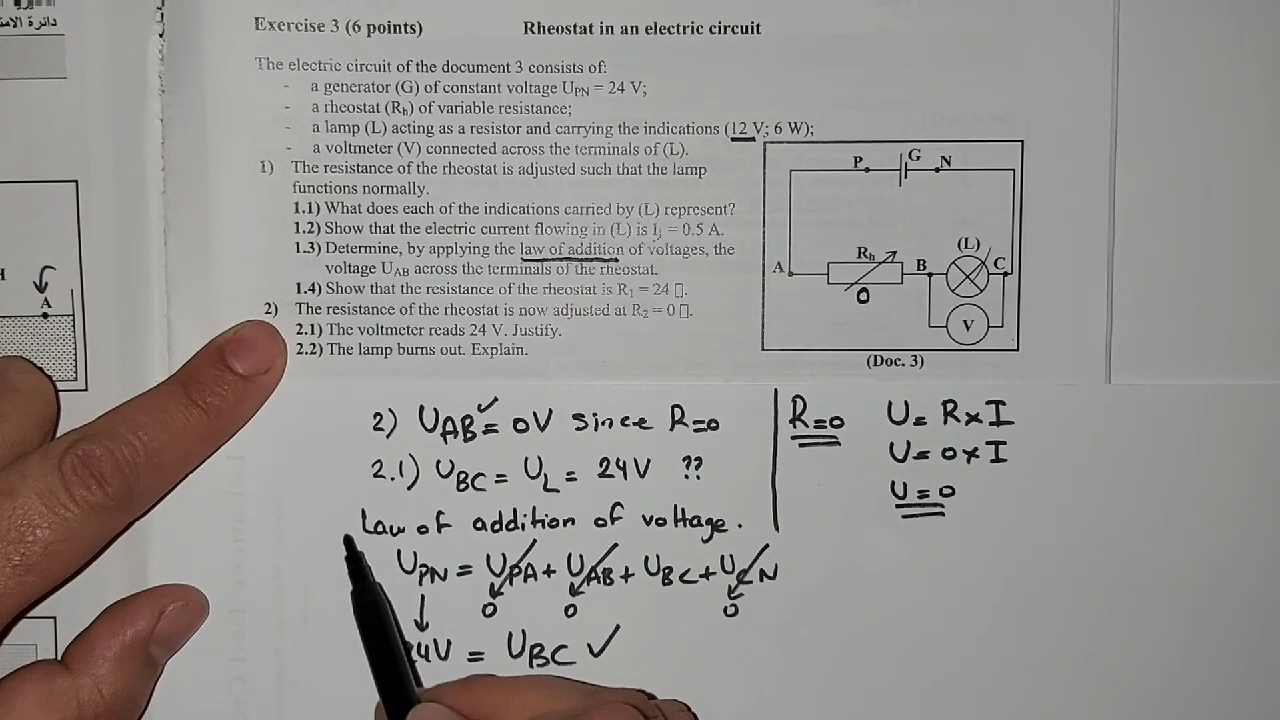 دائرة الامت
Exercise 3 (6 points) Rheostat in an electric circuit
The electric circuit of the document 3 consists of:
- a generator (G) of constant voltage UPN = 24 V;
- a rheostat (Rh) of variable resistance;
- a lamp (L) acting as a resistor and carrying the indications (12 V; 6 W);
- a voltmeter (V) connected across the terminals of (L).
1) The resistance of the rheostat is adjusted such that the lamp
functions normally.
1.1) What does each of the indications carried by (L) represent?
1.2) Show that the electric current flowing in (L) is I1 = 0.5 A.
1.3) Determine, by applying the law of addition of voltages, the
voltage UAB across the terminals of the rheostat.
1.4) Show that the resistance of the rheostat is R1 = 24 ▯.
2) The resistance of the rheostat is now adjusted at R2 = 0 ▯.
2.1) The voltmeter reads 24 V. Justify.
2.2) The lamp burns out. Explain.
P G N
A Rh B (L) C
0
V
(Doc. 3)
A
2) UAB = 0V since R=0
2.1) UBC = UL = 24V ??
Law of addition of voltage.
UPN = UPA + UAB + UBC + UCN
0 0 0
24V = UBC ✓
R=0 U= R×I
U= 0×I
U=0